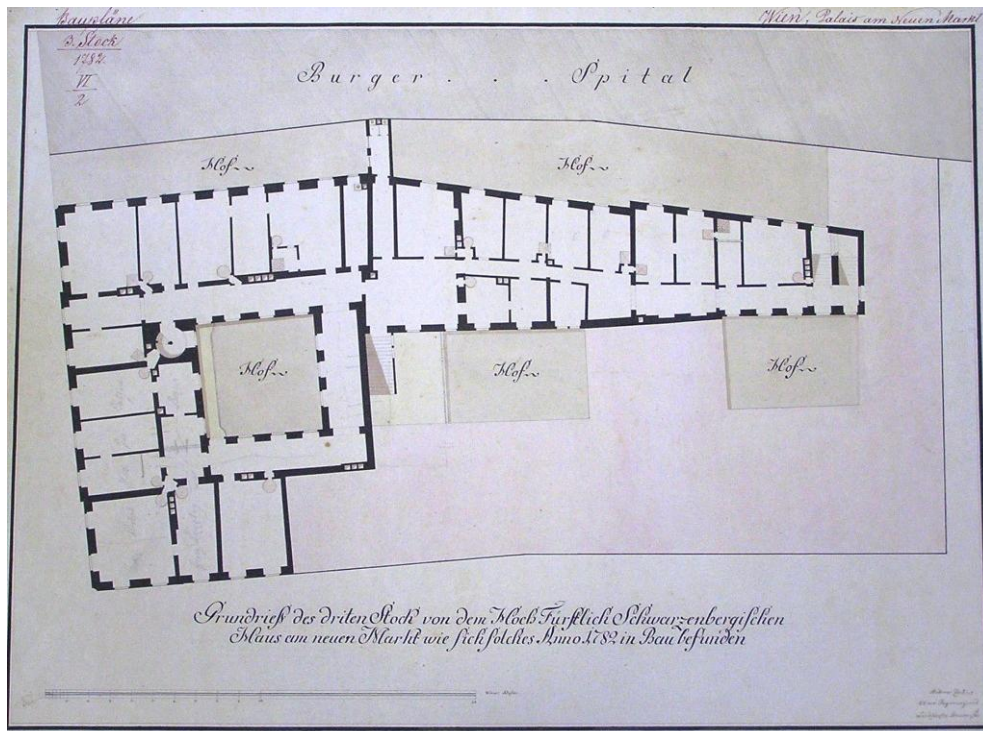 Baupläne
3. Stock
1782
VI
2
Wien, Palais am Neuen Markt
Burger . . . Spital
Hof
Hof
Hof
Hof
Hof
Grundrieß des driten Stock von dem Hoch Fürstlich Schwarzenbergischen
Haus am neuen Markt wie sich solches Anno 1782 in Bau befunden